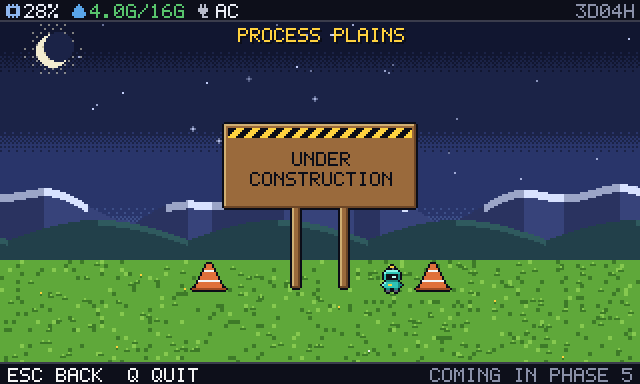 28% 4.0G/16G AC 3D04H
PROCESS PLAINS
UNDER
CONSTRUCTION
ESC BACK Q QUIT COMING IN PHASE 5